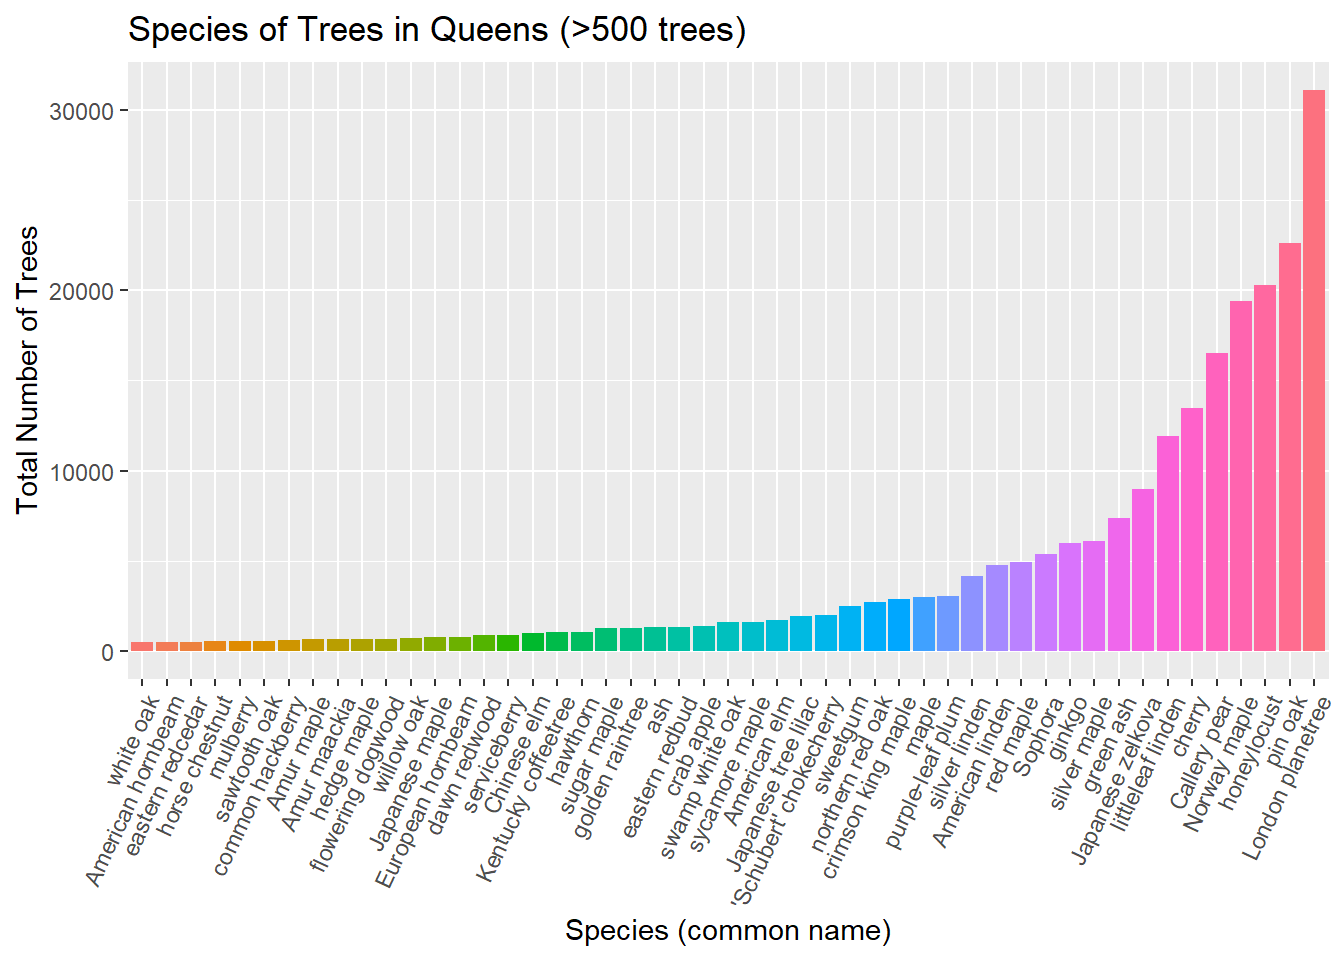 Species of Trees in Queens (>500 trees)
Total Number of Trees
30000
20000
10000
0
white oak
American hornbeam
eastern redcedar
horse chestnut
mulberry
sawtooth oak
common hackberry
Amur maple
Amur maackia
hedge maple
flowering dogwood
willow oak
Japanese maple
European hornbeam
dawn redwood
serviceberry
Chinese elm
Kentucky coffeetree
hawthorn
sugar maple
golden raintree
ash
eastern redbud
crab apple
swamp white oak
sycamore maple
American elm
Japanese tree lilac
'Schubert' chokecherry
sweetgum
northern red oak
crimson king maple
maple
purple-leaf plum
silver linden
American linden
red maple
Sophora
ginkgo
silver maple
green ash
Japanese zelkova
littleleaf linden
cherry
Callery pear
Norway maple
honeylocust
pin oak
London planetree
Species (common name)